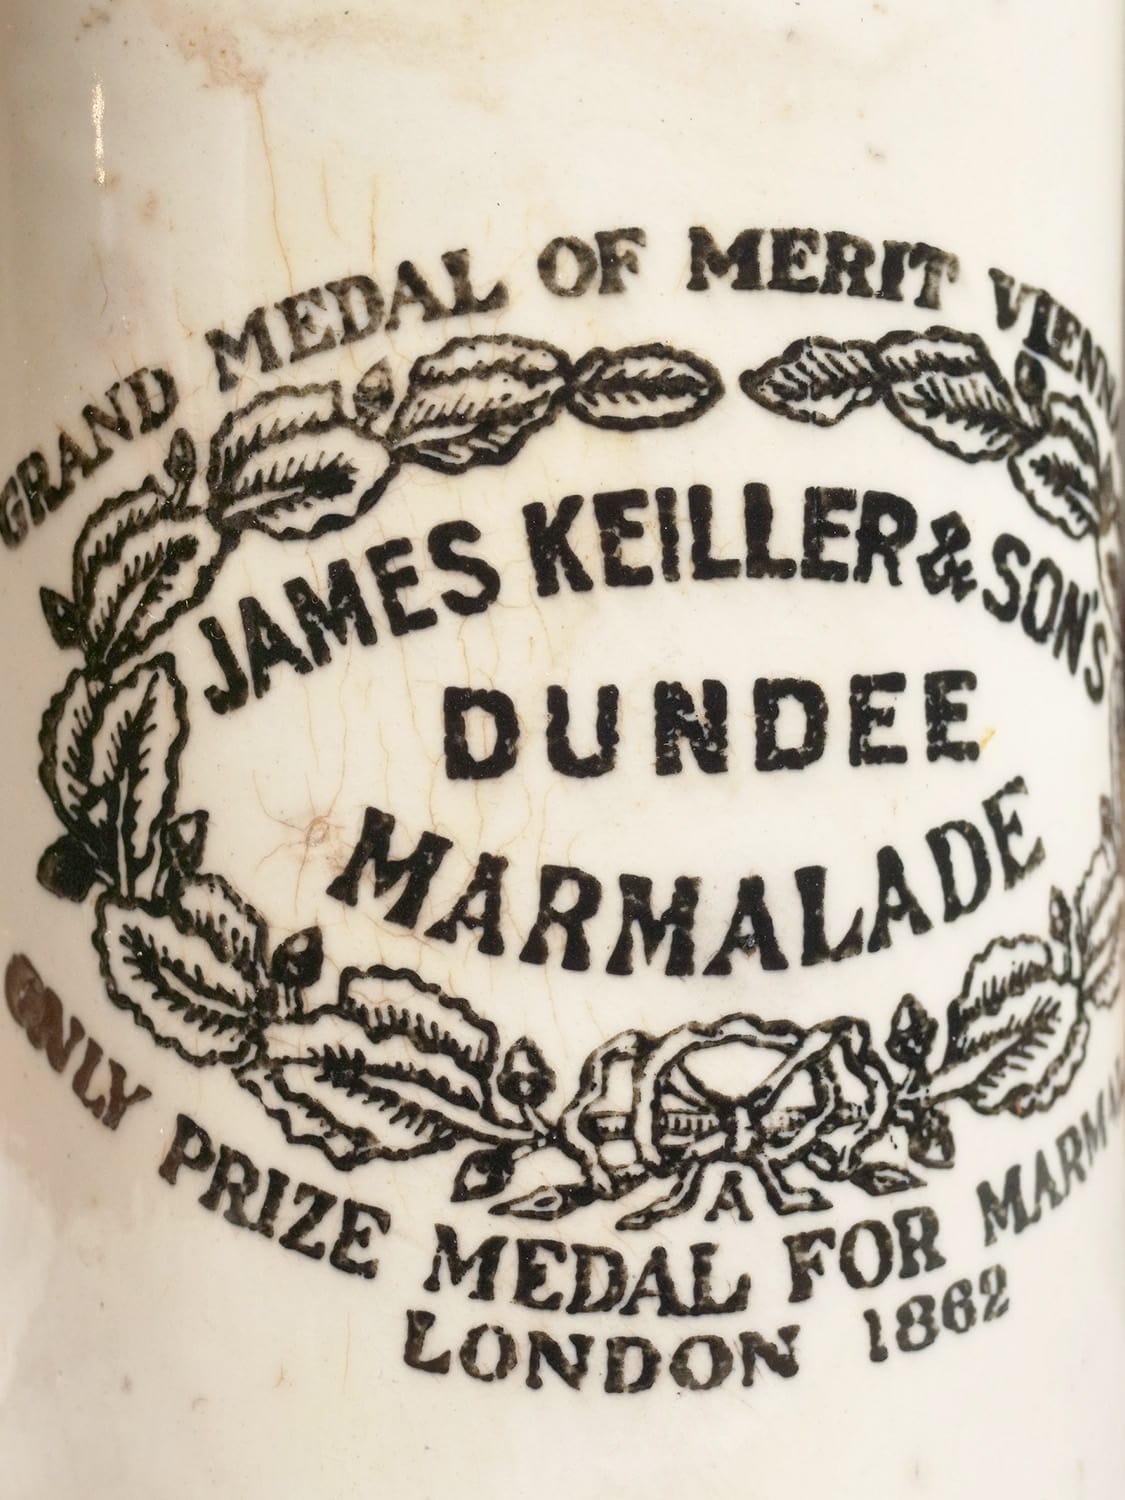 GRAND MEDAL OF MERIT
JAMES KEILLER & SON'S
DUNDEE
MARMALADE
A
ONLY PRIZE MEDAL FOR
LONDON 1862